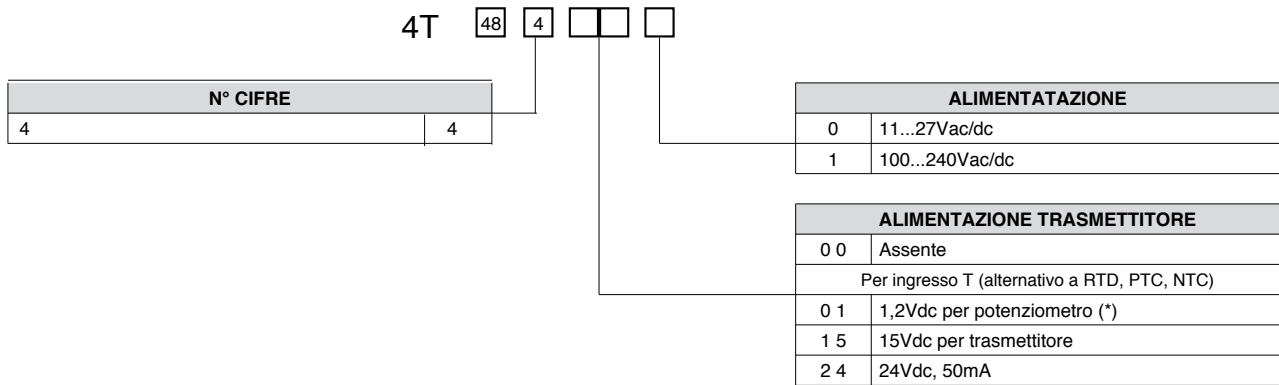 4T 48 4
N° CIFRE
4 4
ALIMENTATAZIONE
0 11...27Vac/dc
1 100...240Vac/dc
ALIMENTAZIONE TRASMETTITORE
0 0 Assente
Per ingresso T (alternativo a RTD, PTC, NTC)
0 1 1,2Vdc per potenziometro (*)
1 5 15Vdc per trasmettitore
2 4 24Vdc, 50mA